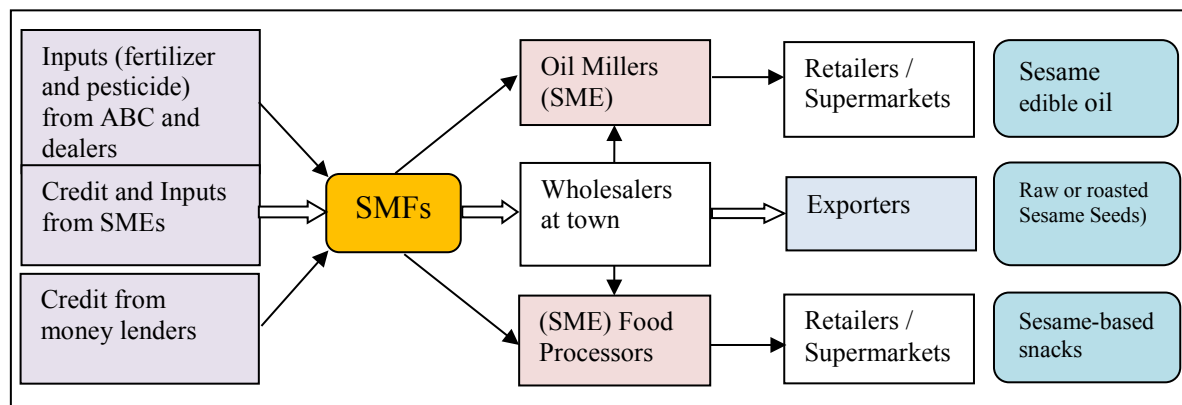 Inputs (fertilizer
and pesticide)
from ABC and
dealers
Credit and Inputs
from SMEs
Credit from
money lenders
SMFs
Oil Millers
(SME)
Wholesalers
at town
(SME) Food
Processors
Retailers /
Supermarkets
Exporters
Retailers /
Supermarkets
Sesame
edible oil
Raw or roasted
Sesame Seeds)
Sesame-based
snacks